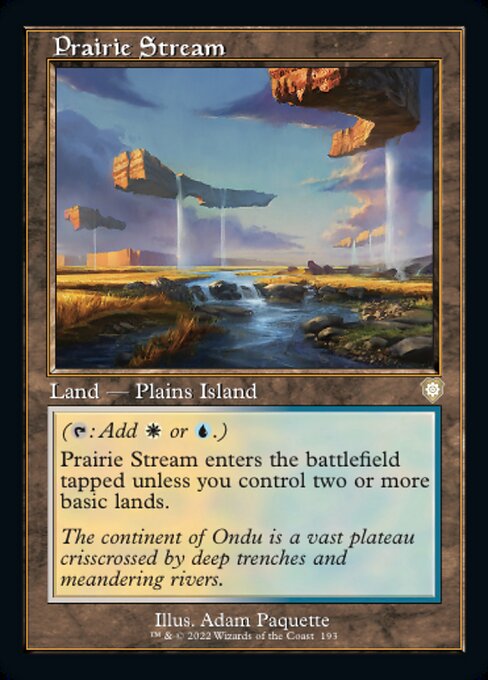 Prairie Stream
Land — Plains Island
(: Add or .)
Prairie Stream enters the battlefield
tapped unless you control two or more
basic lands.
The continent of Ondu is a vast plateau
crisscrossed by deep trenches and
meandering rivers.
Illus. Adam Paquette
™ & © 2022 Wizards of the Coast 193